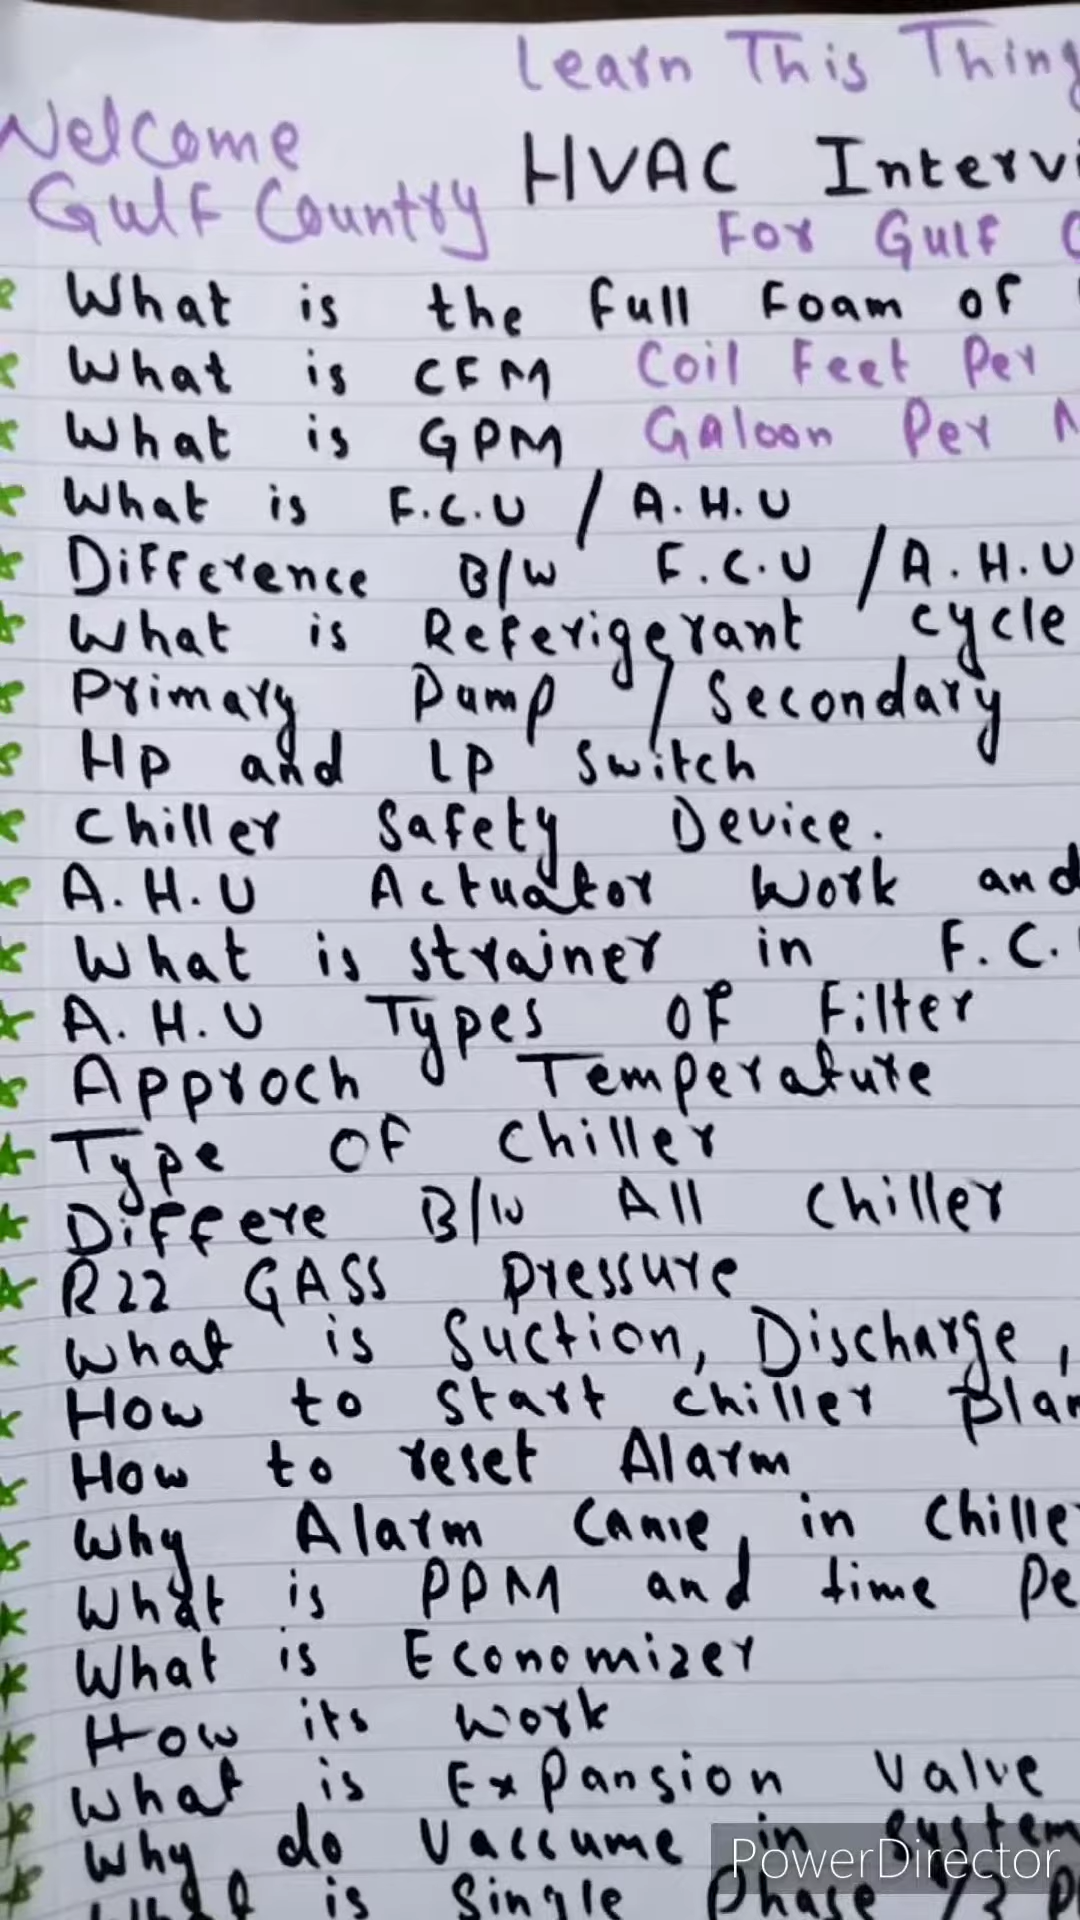 Learn This Thing
Welcome
Gulf Country
HVAC Intervi
For Gulf C
What is the full foam of
What is CFM Coil Feet Per
What is GPM Galoon Per M
What is F.C.U / A.H.U
Difference B/w F.C.U / A.H.U
What is Referigerant cycle
Primary Pump / Secondary
HP and LP Switch
Chiller Safety Device.
A.H.U Actuator Work and
What is strainer in F.C.
A.H.U Types of Filter
Approch Temperature
Type Of Chiller
Differe B/w All Chiller
R22 GASS pressure
What is Suction, Discharge,
How to start chiller plan
How to reset Alarm
Why Alarm Came in Chille
What is PPM and time Pe
What is Economizer
How its work
What is Expansion Valve
Why do Vaccume in system
What is Single Phase / 3 P
PowerDirector